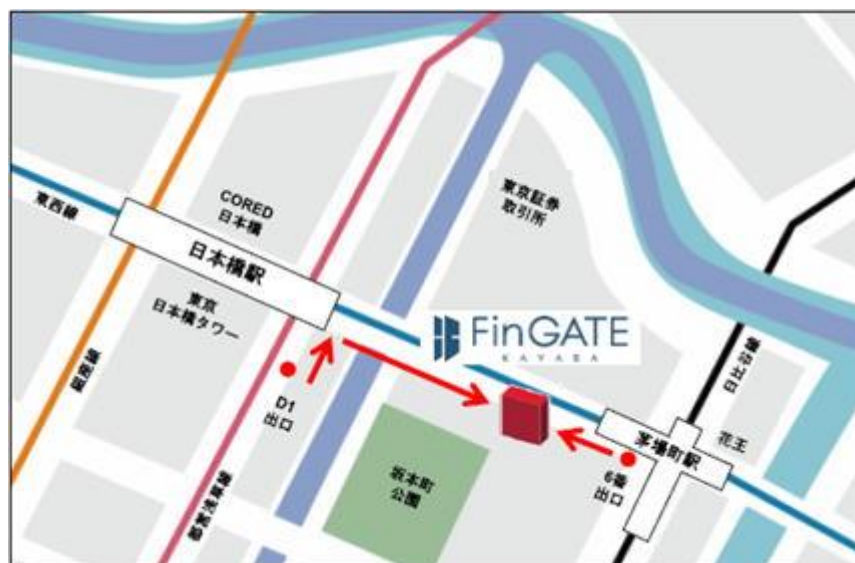 東西線
CORED
日本橋
日本橋駅
東京
日本橋タワー
銀座線
D1
出口
都営浅草線
東京証券
取引所
FinGATE
KAYABA
坂本町
公園
日比谷線
茅場町駅
花王
6番
出口